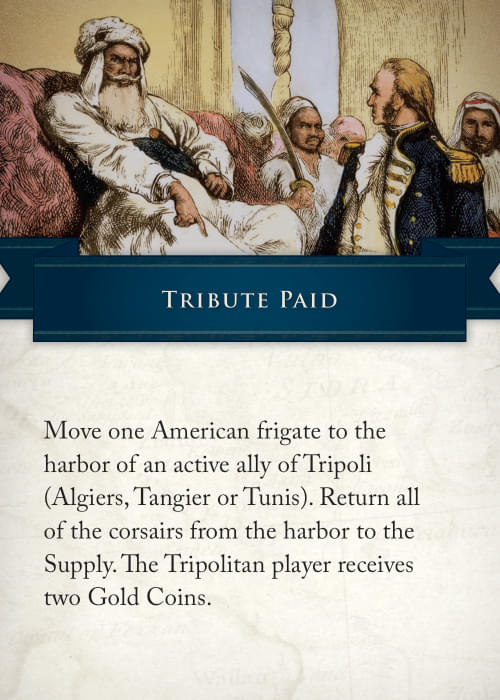 Tribute Paid
Move one American frigate to the
harbor of an active ally of Tripoli
(Algiers, Tangier or Tunis). Return all
of the corsairs from the harbor to the
Supply. The Tripolitan player receives
two Gold Coins.